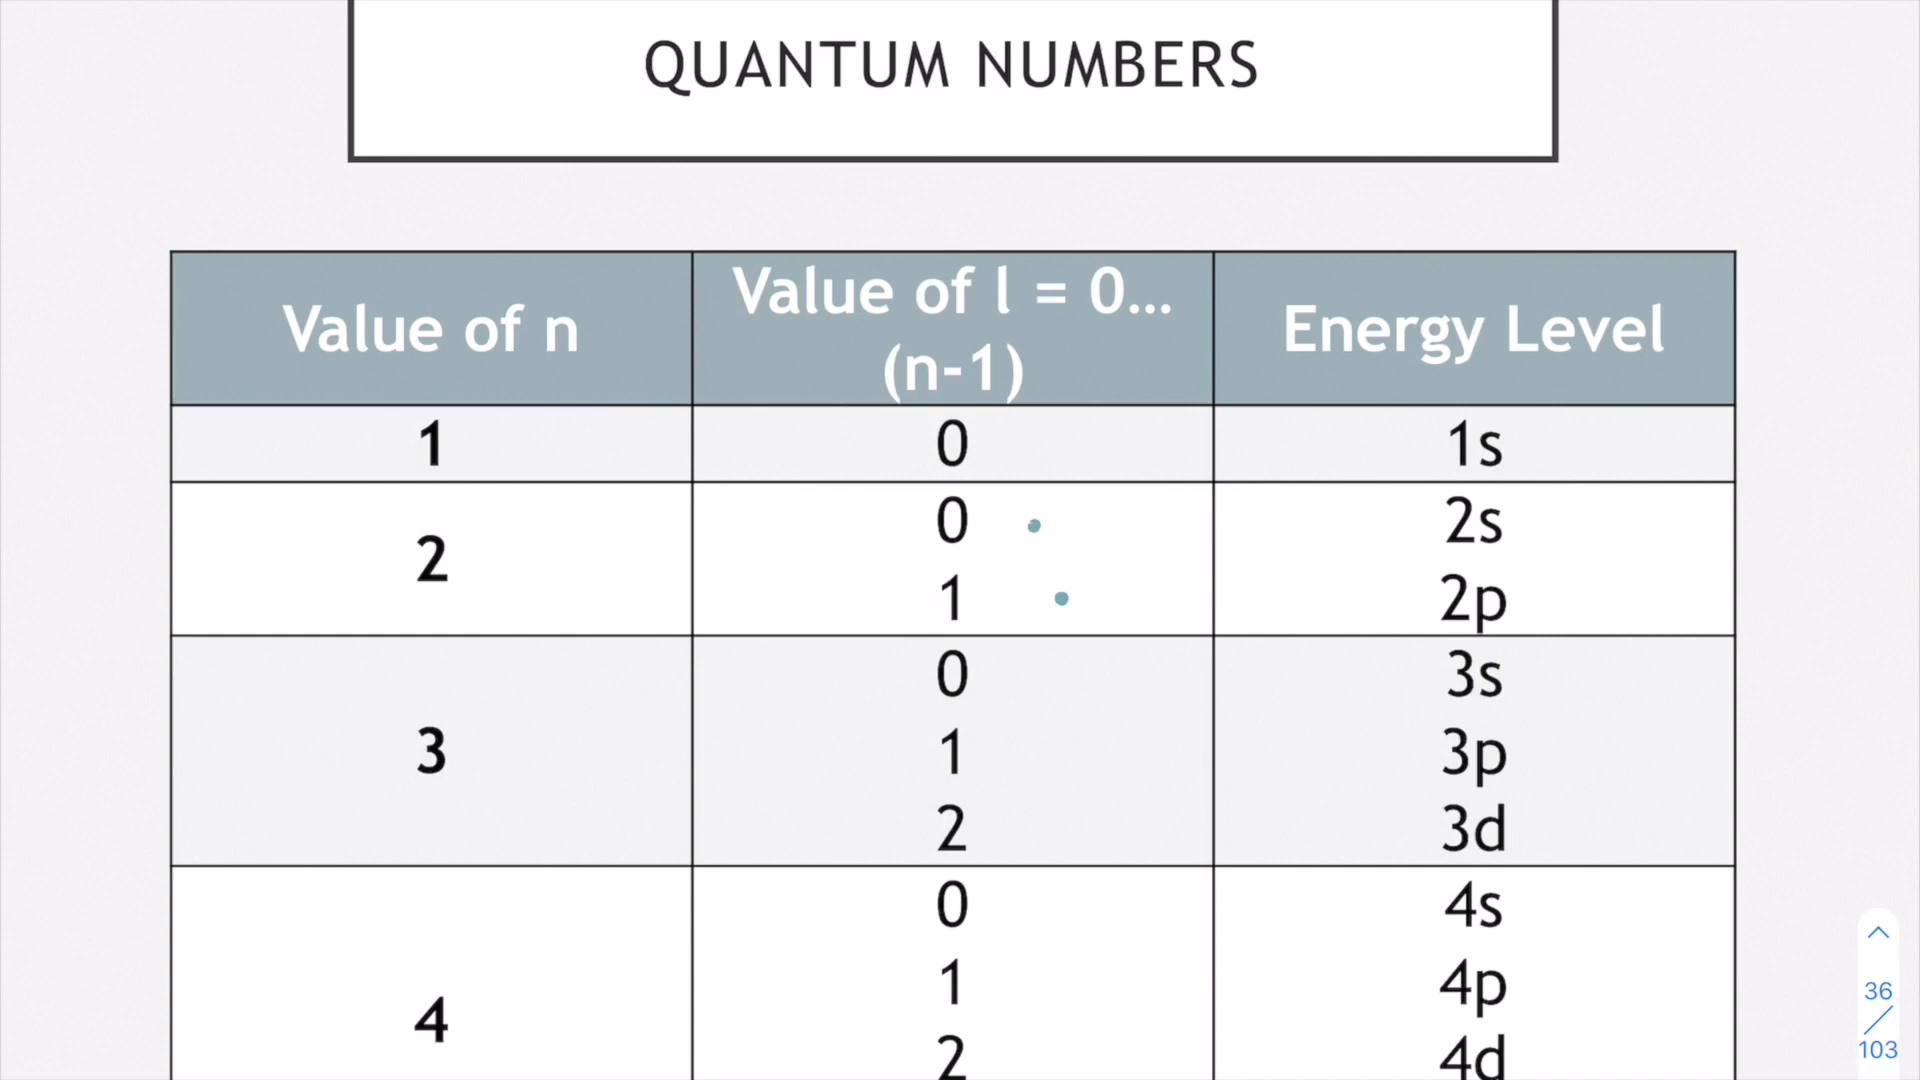 QUANTUM NUMBERS
Value of n
Value of l = 0...
(n-1)
Energy Level
1
0
1s
2
0
2s
1
2p
3
0
3s
1
3p
2
3d
4
0
4s
1
4p
2
4d
36
103